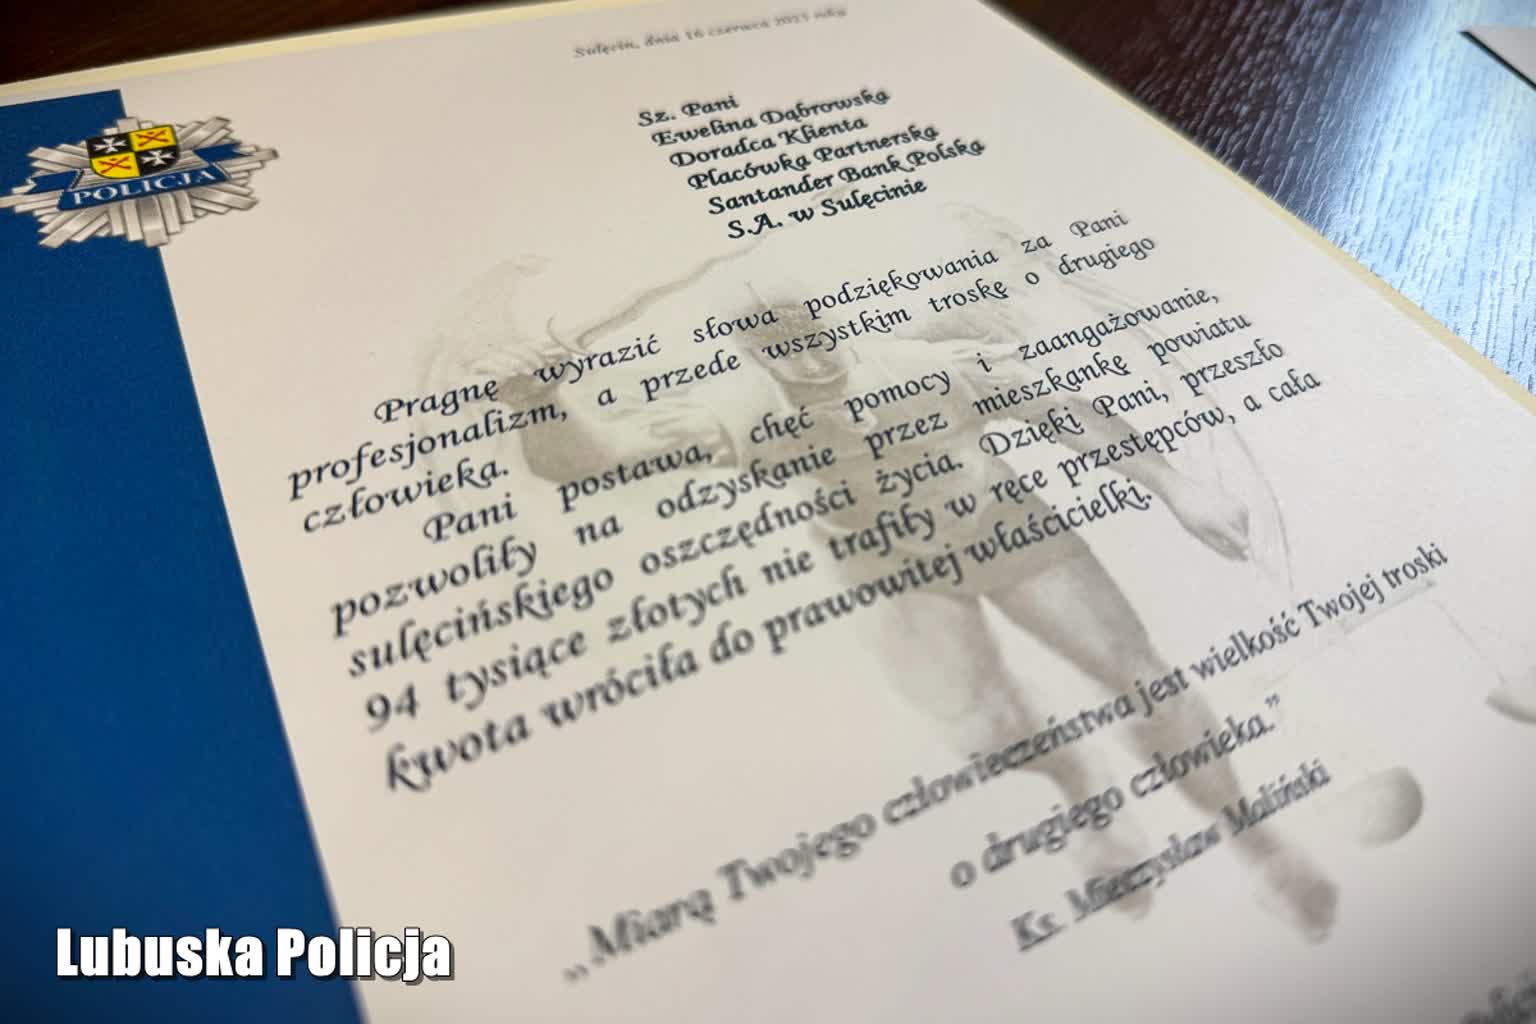 Sulęcin, dnia 16 czerwca 2023 roku
Sz. Pani
Ewelina Dąbrowska
Doradca Klienta
Placówka Partnerska
Santander Bank Polska
S.A. w Sulęcinie
POLICJA
Pragnę wyrazić słowa podziękowania za Pani
profesjonalizm, a przede wszystkim troskę o drugiego
człowieka.
Pani postawa, chęć pomocy i zaangażowanie,
pozwoliły na odzyskanie przez mieszkankę powiatu
sulęcińskiego oszczędności życia. Dzięki Pani, przeszło
94 tysiące złotych nie trafiły w ręce przestępców, a cała
kwota wróciła do prawowitej właścicielki.
„Miarą Twojego człowieczeństwa jest wielkość Twojej troski
o drugiego człowieka.”
Ks. Mieczysław Maliński
Lubuska Policja